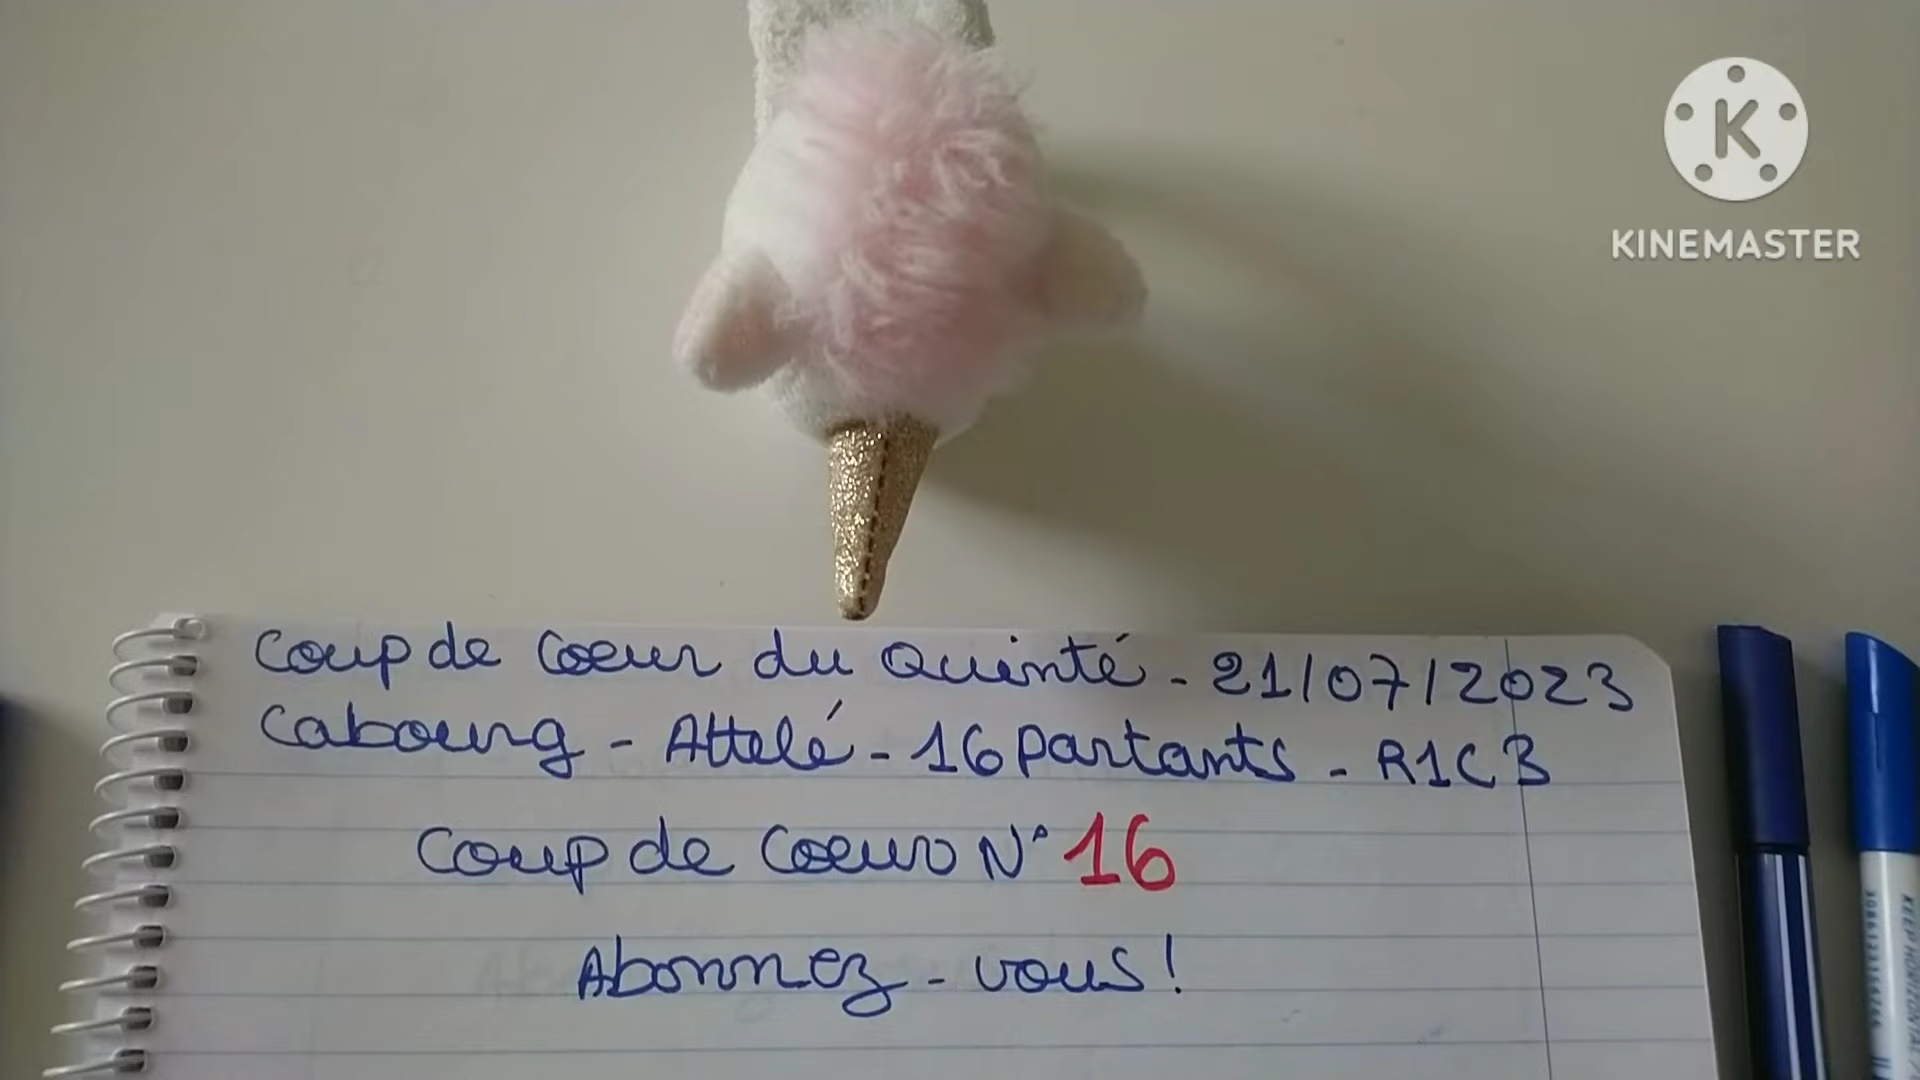 K
KINEMASTER
Coup de Coeur du Quinté - 21/07/2023
Cabourg - Attelé - 16 Partants - R1C3
Coup de Coeur N° 16
Abonnez-vous !